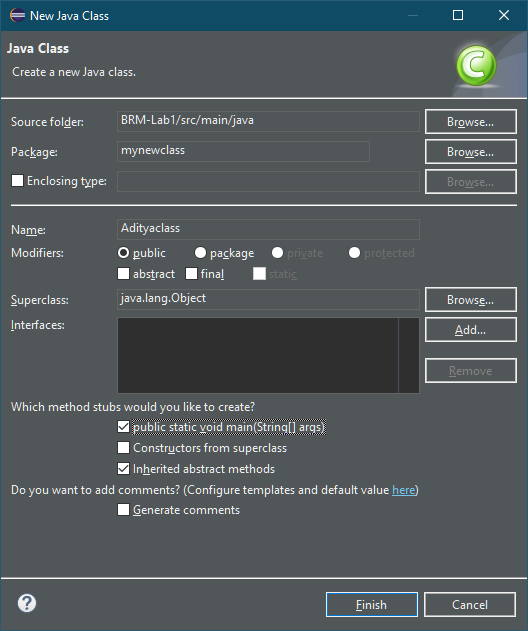 New Java Class
Java Class
Create a new Java class.
C
Source folder: BRM-Lab1/src/main/java Browse...
Package: mynewclass Browse...
Enclosing type: Browse...
Name: Adityaclass
Modifiers: public package private protected
abstract final static
Superclass: java.lang.Object Browse...
Interfaces: Add...
Remove
Which method stubs would you like to create?
public static void main(String[] args)
Constructors from superclass
Inherited abstract methods
Do you want to add comments? (Configure templates and default value here)
Generate comments
? Finish Cancel